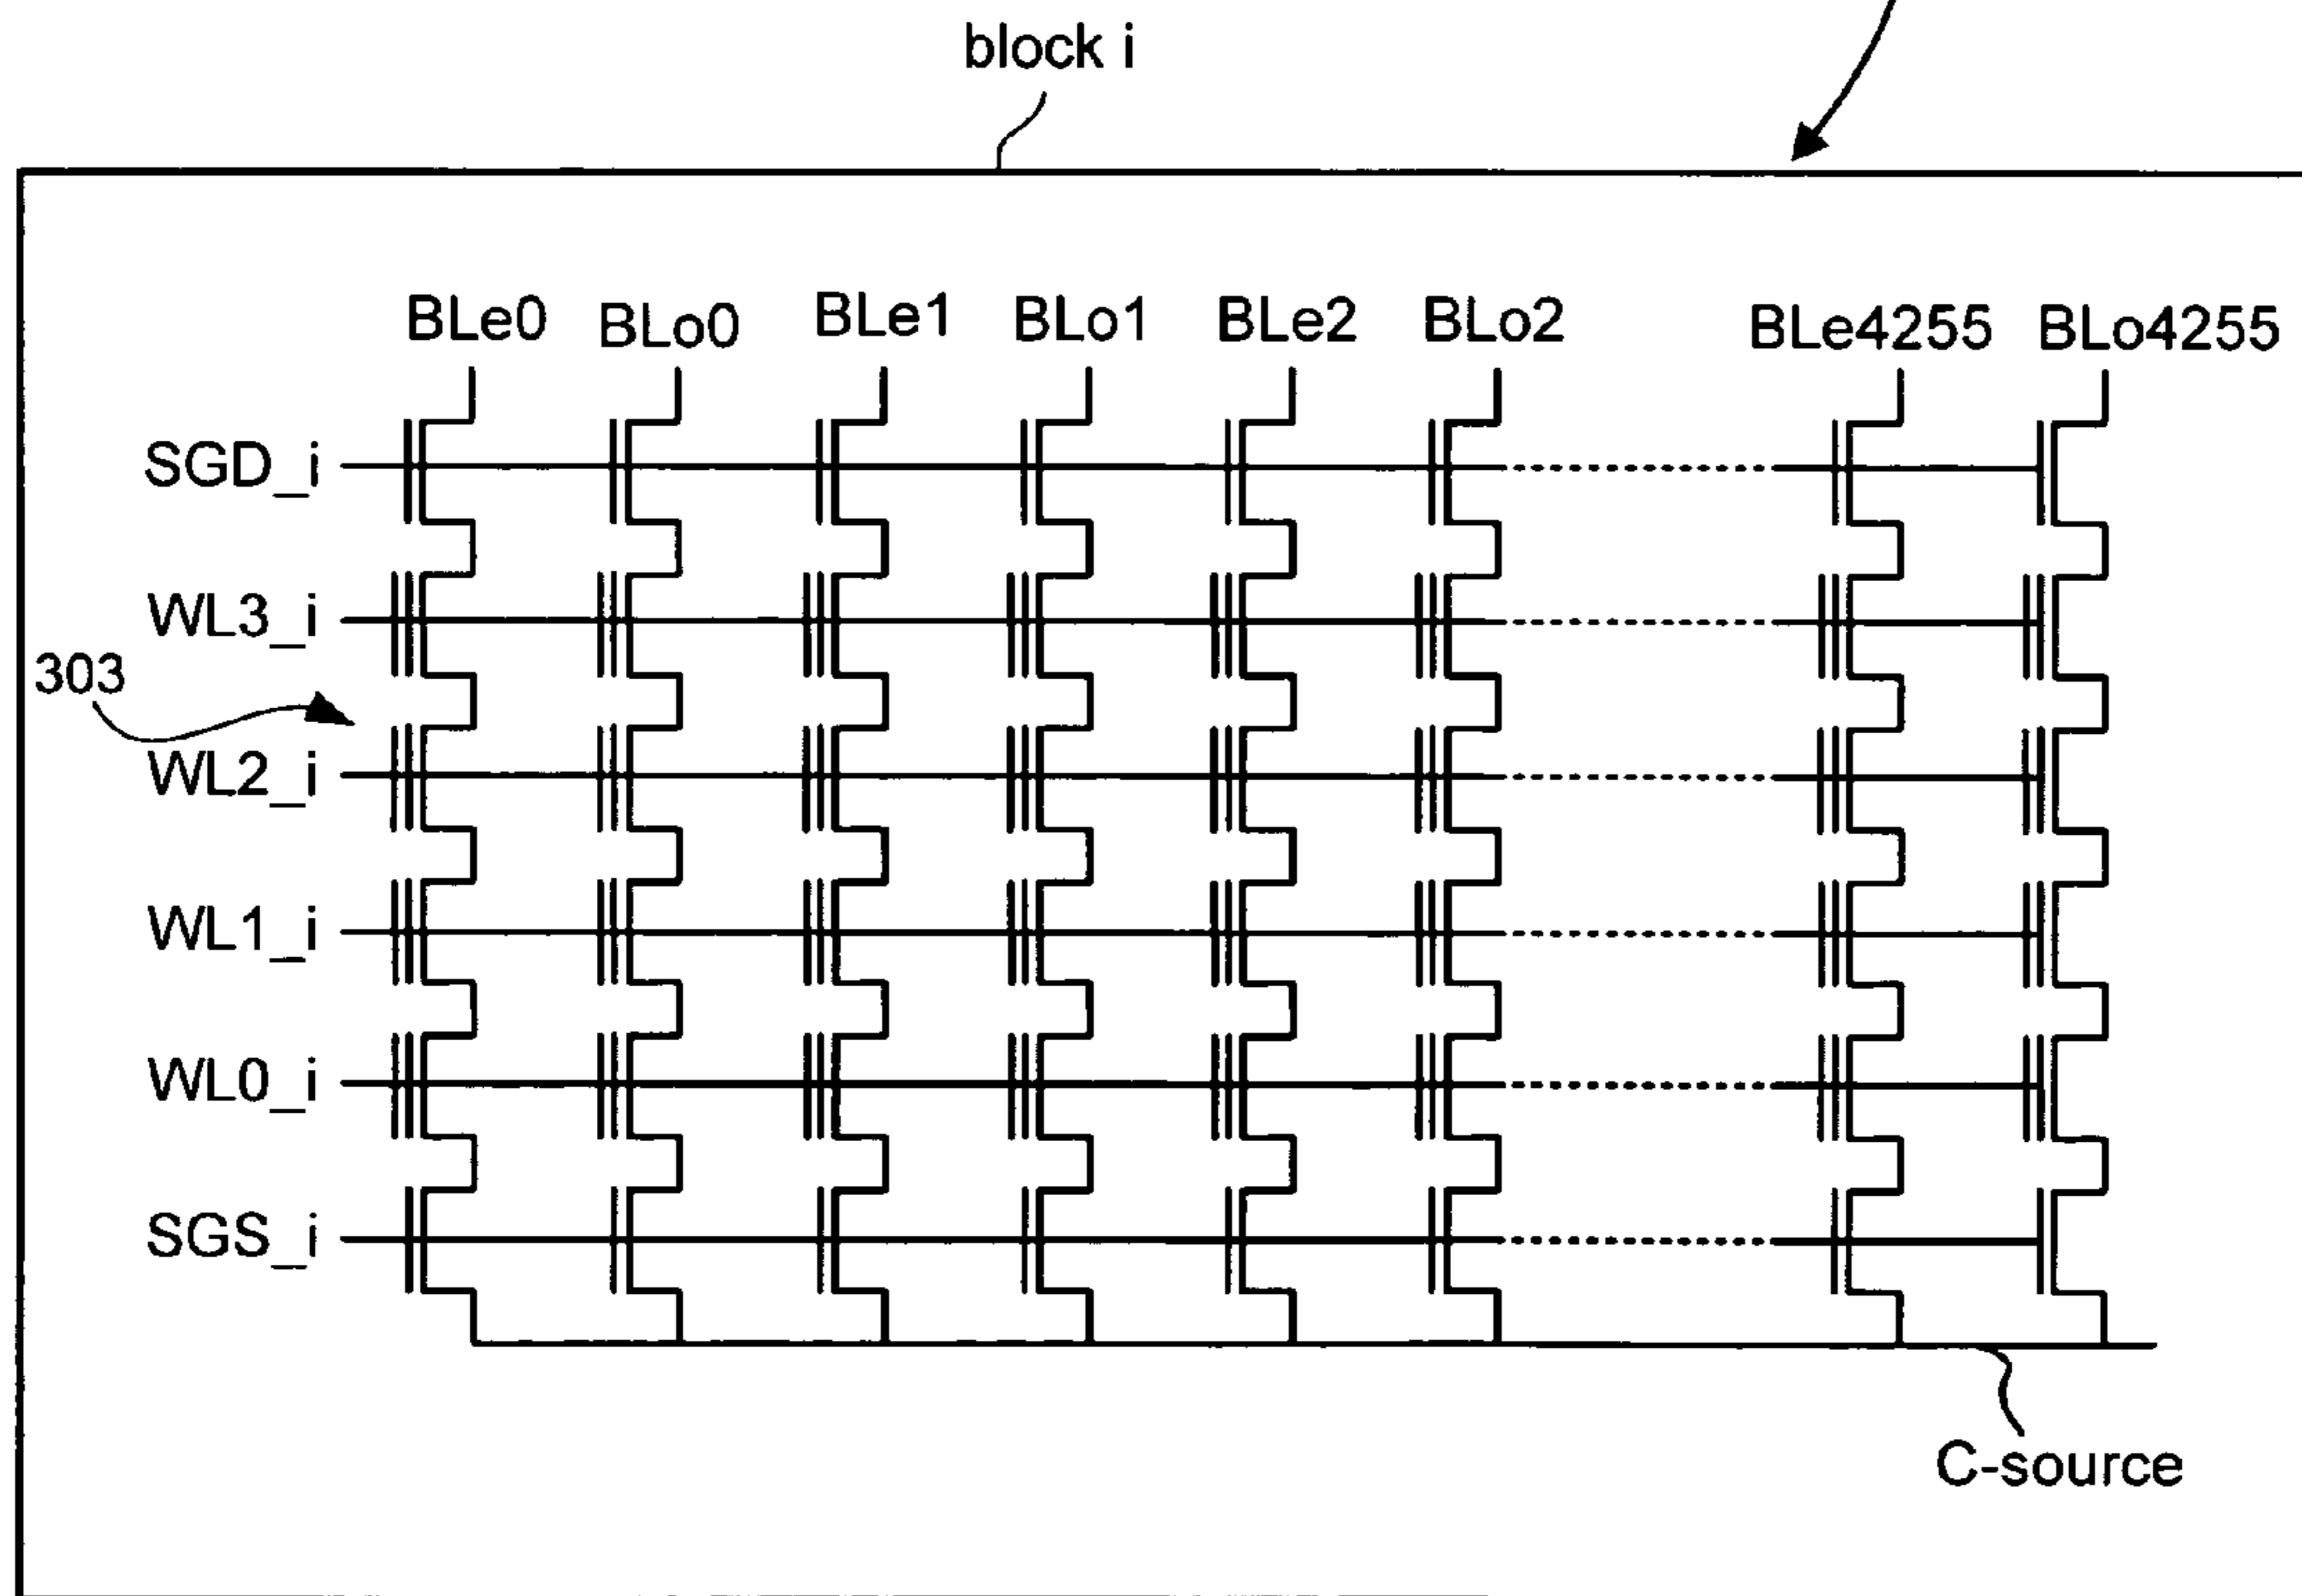 block i
BLe0 BLo0 BLe1 BLo1 BLe2 BLo2 BLe4255 BLo4255
SGD_i
WL3_i
303
WL2_i
WL1_i
WL0_i
SGS_i
C-source